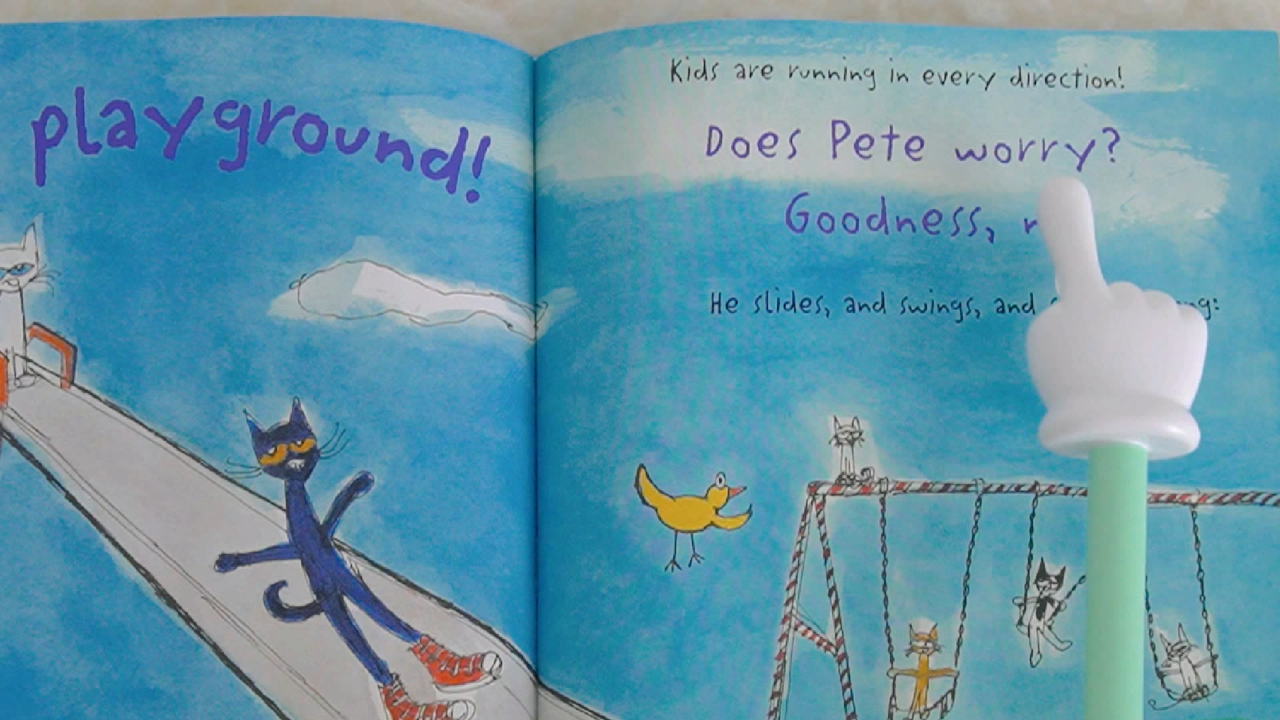 playground!
Kids are running in every direction!
Does Pete worry?
Goodness,
He slides, and swings, and